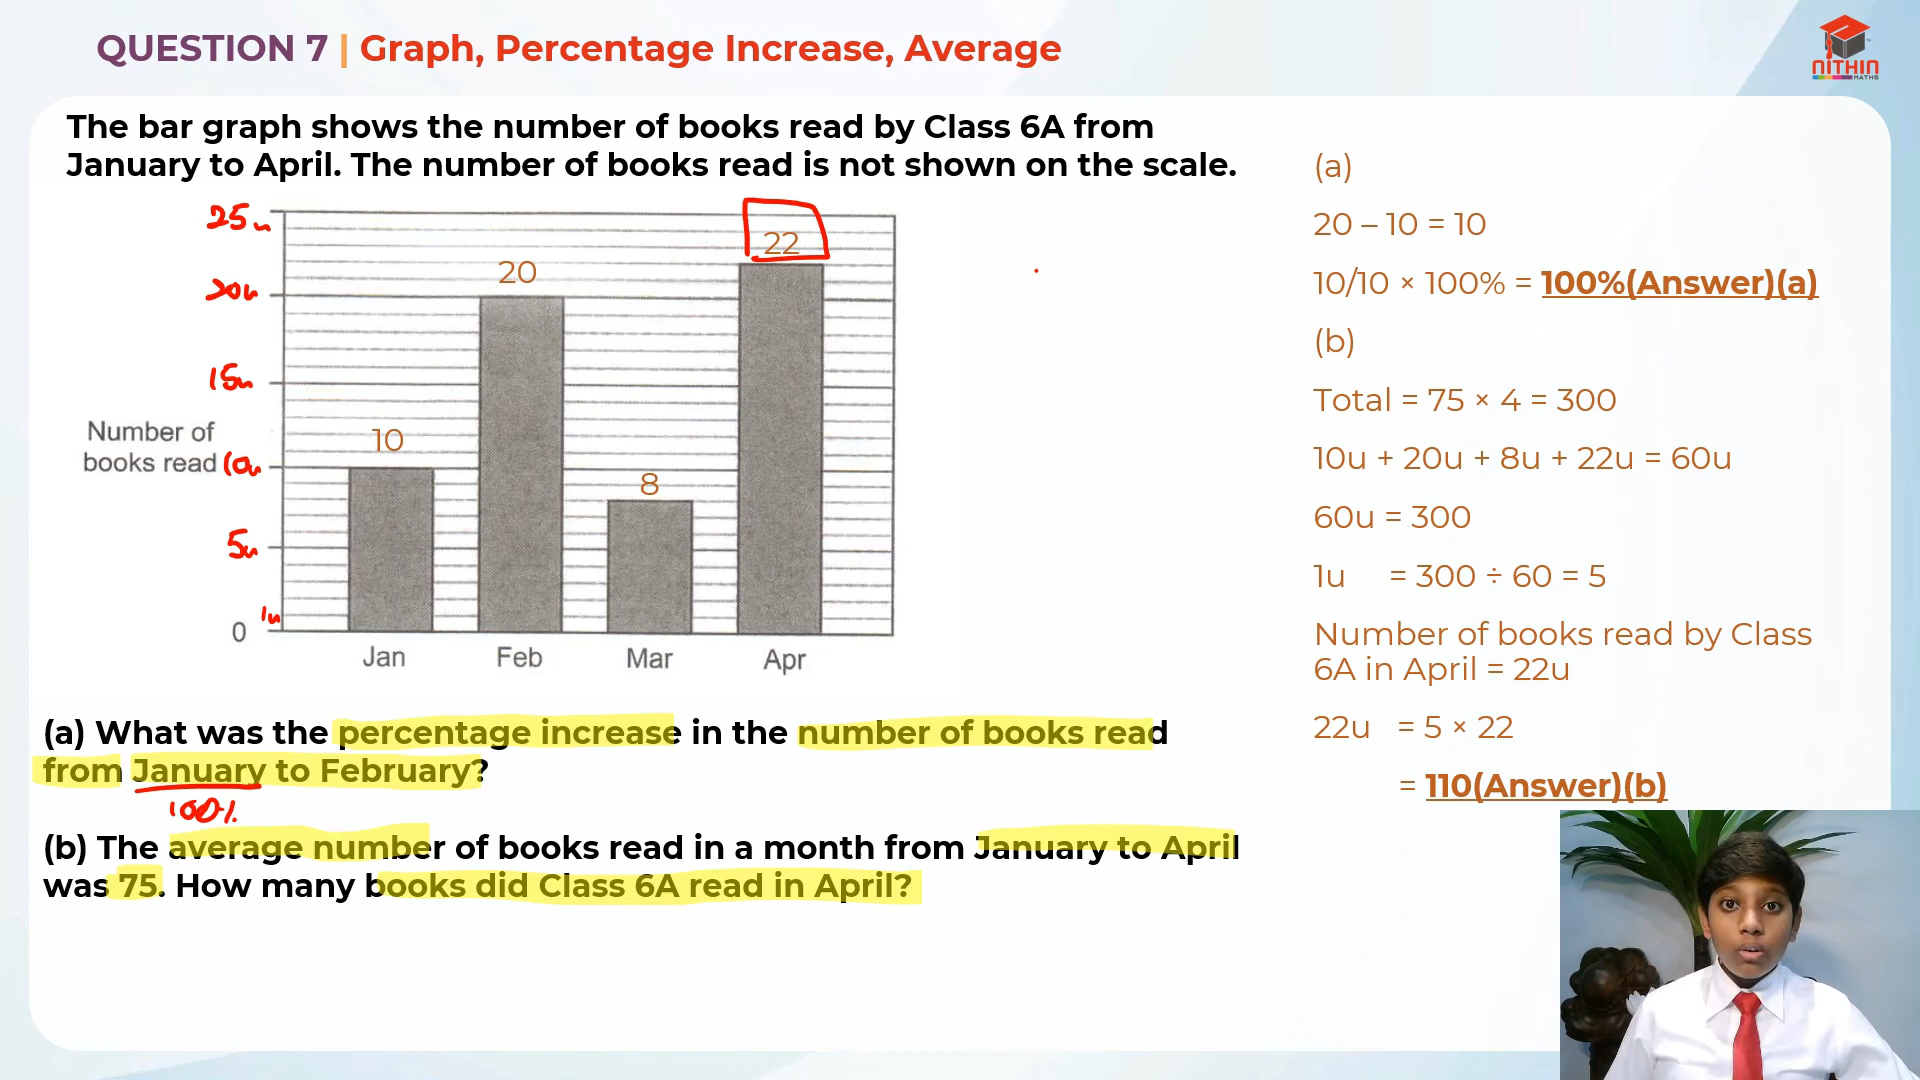 QUESTION 7 | Graph, Percentage Increase, Average
NITHIN
MATHS
The bar graph shows the number of books read by Class 6A from
January to April. The number of books read is not shown on the scale.
25u
20u
15u
Number of
books read
10u
5u
1u
0
10
20
8
22
Jan Feb Mar Apr
(a) What was the percentage increase in the number of books read
from January to February?
100%
(b) The average number of books read in a month from January to April
was 75. How many books did Class 6A read in April?
(a)
20 – 10 = 10
10/10 × 100% = 100%(Answer)(a)
(b)
Total = 75 × 4 = 300
10u + 20u + 8u + 22u = 60u
60u = 300
1u = 300 ÷ 60 = 5
Number of books read by Class
6A in April = 22u
22u = 5 × 22
= 110(Answer)(b)